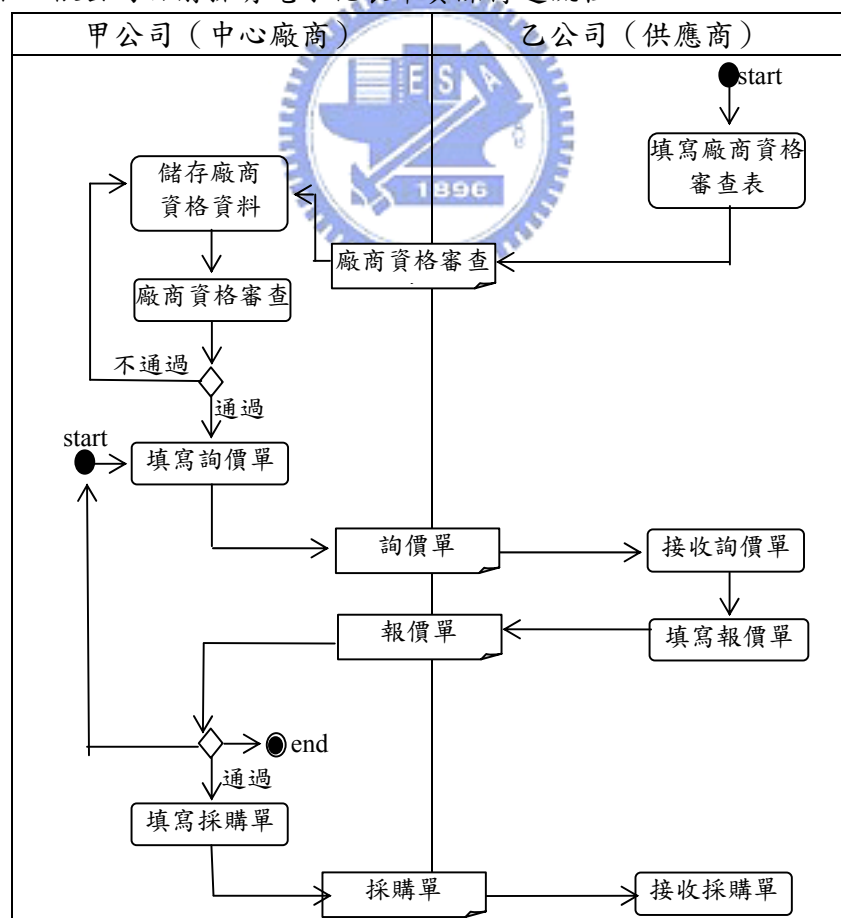 甲公司（中心廠商）
乙公司（供應商）
start
填寫廠商資格
審查表
E S A
1896
儲存廠商
資格資料
廠商資格審查
廠商資格審查
不通過
通過
start
填寫詢價單
詢價單
接收詢價單
報價單
填寫報價單
end
通過
填寫採購單
採購單
接收採購單